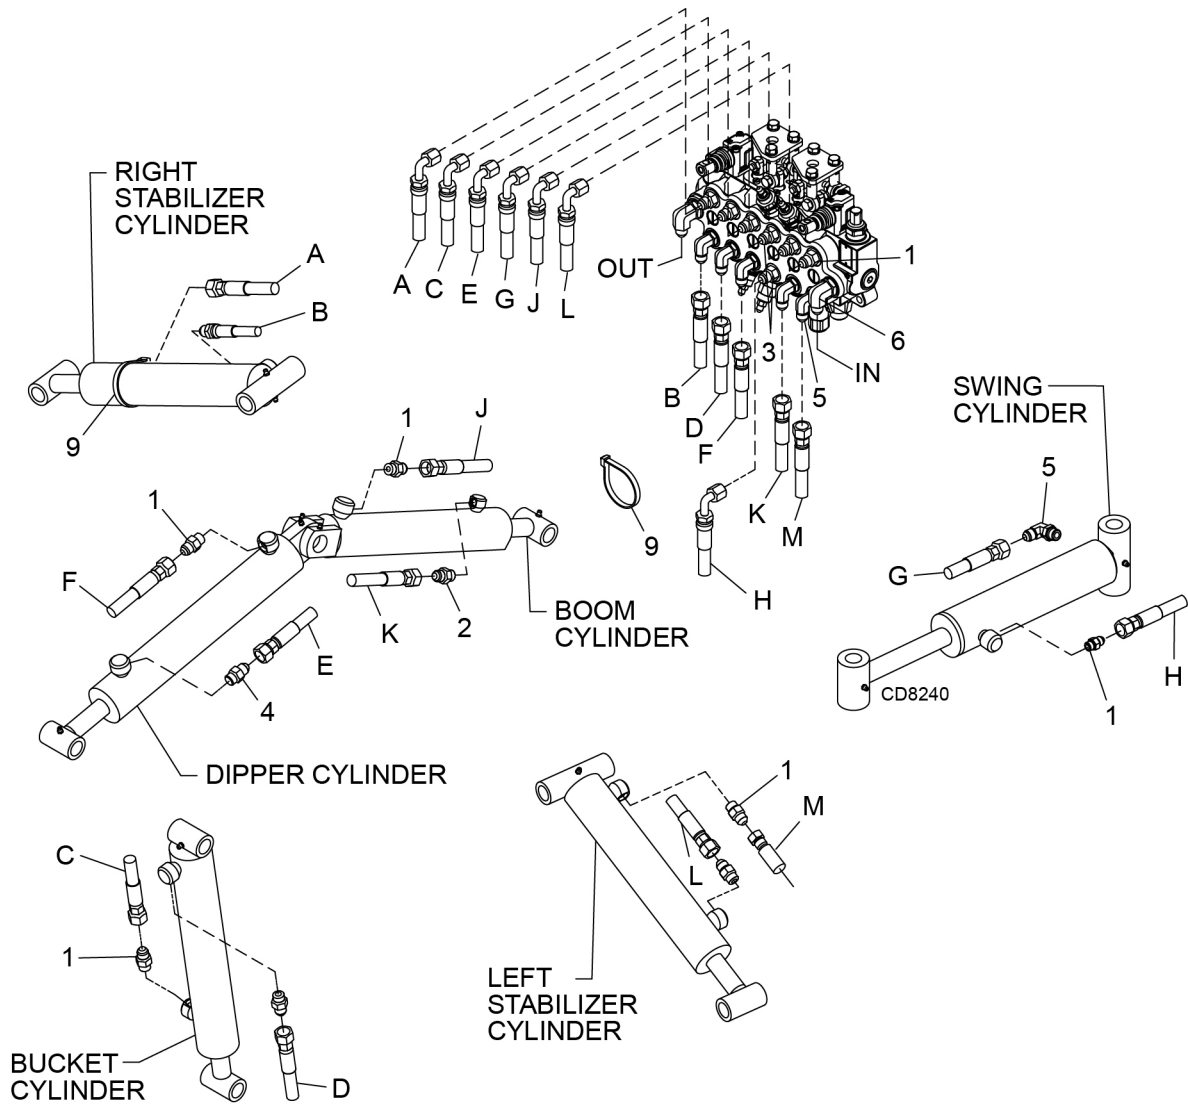 RIGHT
STABILIZER
CYLINDER
A
B
9
A
C
E
G
J
L
OUT
1
6
3
IN
5
B
D
F
K
M
H
9
SWING
CYLINDER
5
G
H
1
CD8240
J
1
1
F
K
2
E
4
BOOM
CYLINDER
DIPPER CYLINDER
C
1
BUCKET
CYLINDER
D
1
M
L
LEFT
STABILIZER
CYLINDER